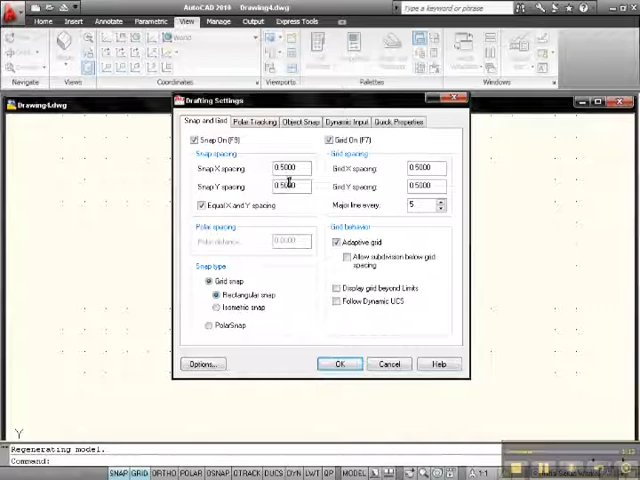 AutoCAD 2010 Drawing4.dwg
Type a keyword or phrase
Home Insert Annotate Parametric View Manage Output Express Tools
World
Navigate Views Coordinates Viewports Palettes Windows
Drawing4.dwg
Drafting Settings
Snap and Grid Polar Tracking Object Snap Dynamic Input Quick Properties
Snap On (F9) Grid On (F7)
Snap spacing Grid spacing
Snap X spacing: 0.5000 Grid X spacing: 0.5000
Snap Y spacing: 0.5000 Grid Y spacing: 0.5000
Equal X and Y spacing Major line every: 5
Polar spacing Grid behavior
Polar distance: 0.0000 Adaptive grid
Allow subdivision below grid
spacing
Snap type
Grid snap Display grid beyond Limits
Rectangular snap Follow Dynamic UCS
Isometric snap
PolarSnap
Options... OK Cancel Help
Y
Regenerating model.
Command:
SNAP GRID ORTHO POLAR OSNAP OTRACK DUCS DYN LWT QP MODEL 1:1